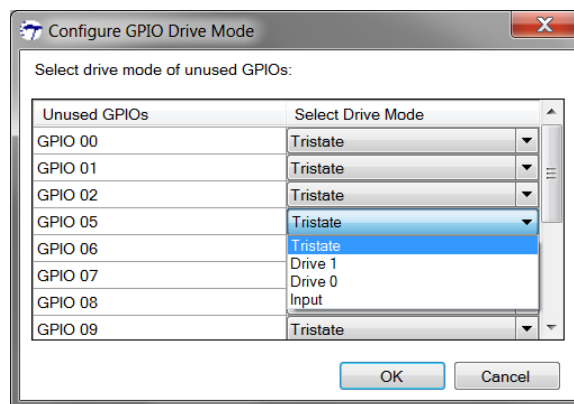 Configure GPIO Drive Mode
Select drive mode of unused GPIOs:
Unused GPIOs Select Drive Mode
GPIO 00 Tristate
GPIO 01 Tristate
GPIO 02 Tristate
GPIO 05 Tristate
GPIO 06 Tristate
GPIO 07 Drive 1
Drive 0
GPIO 08 Input
GPIO 09 Tristate
OK Cancel